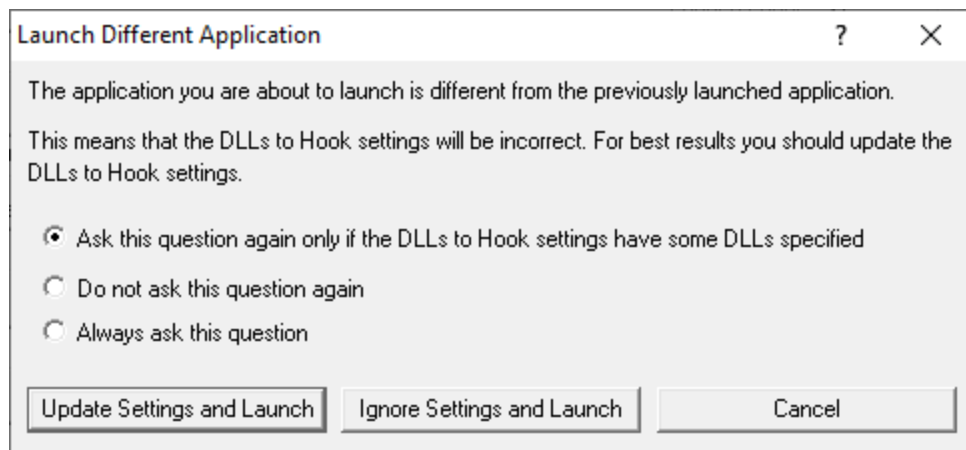 Launch Different Application
?
The application you are about to launch is different from the previously launched application.
This means that the DLLs to Hook settings will be incorrect. For best results you should update the
DLLs to Hook settings.
Ask this question again only if the DLLs to Hook settings have some DLLs specified
Do not ask this question again
Always ask this question
Update Settings and Launch
Ignore Settings and Launch
Cancel